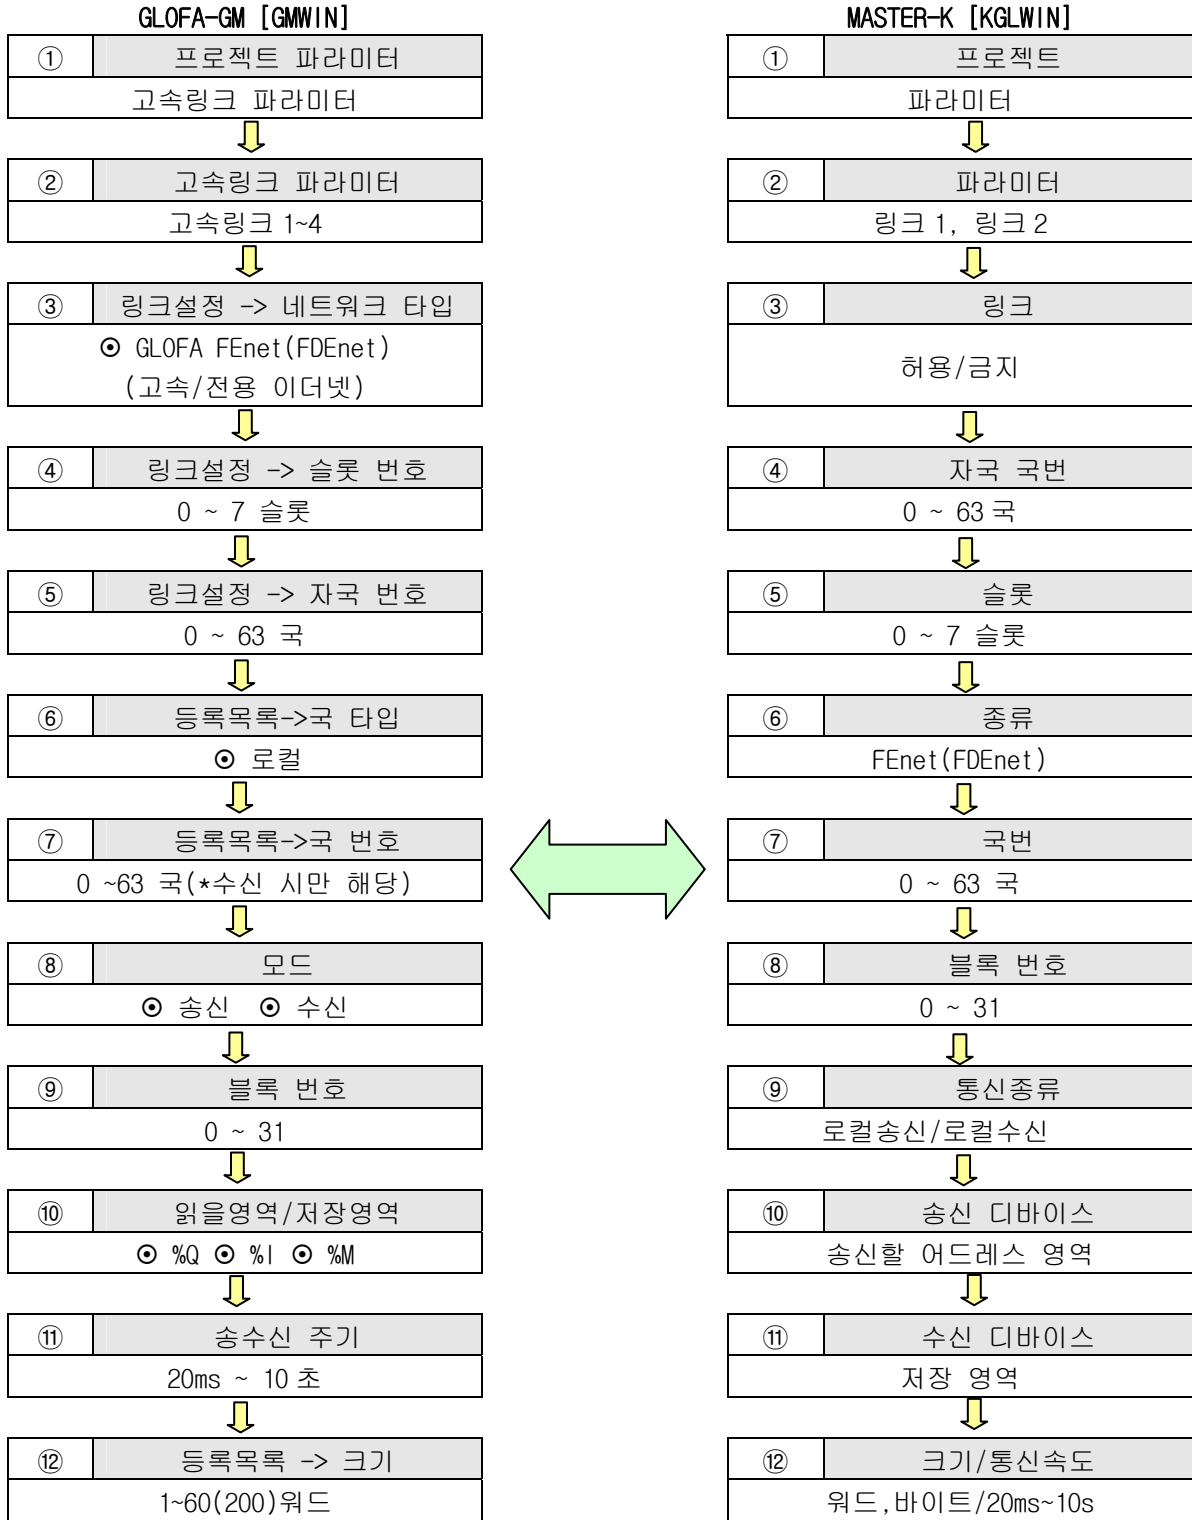 GLOFA-GM [GMWIN]
① 프로젝트 파라미터
고속링크 파라미터
② 고속링크 파라미터
고속링크 1~4
③ 링크설정 -> 네트워크 타입
⊙ GLOFA FEnet(FDEnet)
(고속/전용 이더넷)
④ 링크설정 -> 슬롯 번호
0 ~ 7 슬롯
⑤ 링크설정 -> 자국 번호
0 ~ 63 국
⑥ 등록목록->국 타입
⊙ 로컬
⑦ 등록목록->국 번호
0 ~63 국(*수신 시만 해당)
⑧ 모드
⊙ 송신 ⊙ 수신
⑨ 블록 번호
0 ~ 31
⑩ 읽을영역/저장영역
⊙ %Q ⊙ %I ⊙ %M
⑪ 송수신 주기
20ms ~ 10 초
⑫ 등록목록 -> 크기
1~60(200)워드
MASTER-K [KGLWIN]
① 프로젝트
파라미터
② 파라미터
링크 1, 링크 2
③ 링크
허용/금지
④ 자국 국번
0 ~ 63 국
⑤ 슬롯
0 ~ 7 슬롯
⑥ 종류
FEnet(FDEnet)
⑦ 국번
0 ~ 63 국
⑧ 블록 번호
0 ~ 31
⑨ 통신종류
로컬송신/로컬수신
⑩ 송신 디바이스
송신할 어드레스 영역
⑪ 수신 디바이스
저장 영역
⑫ 크기/통신속도
워드,바이트/20ms~10s